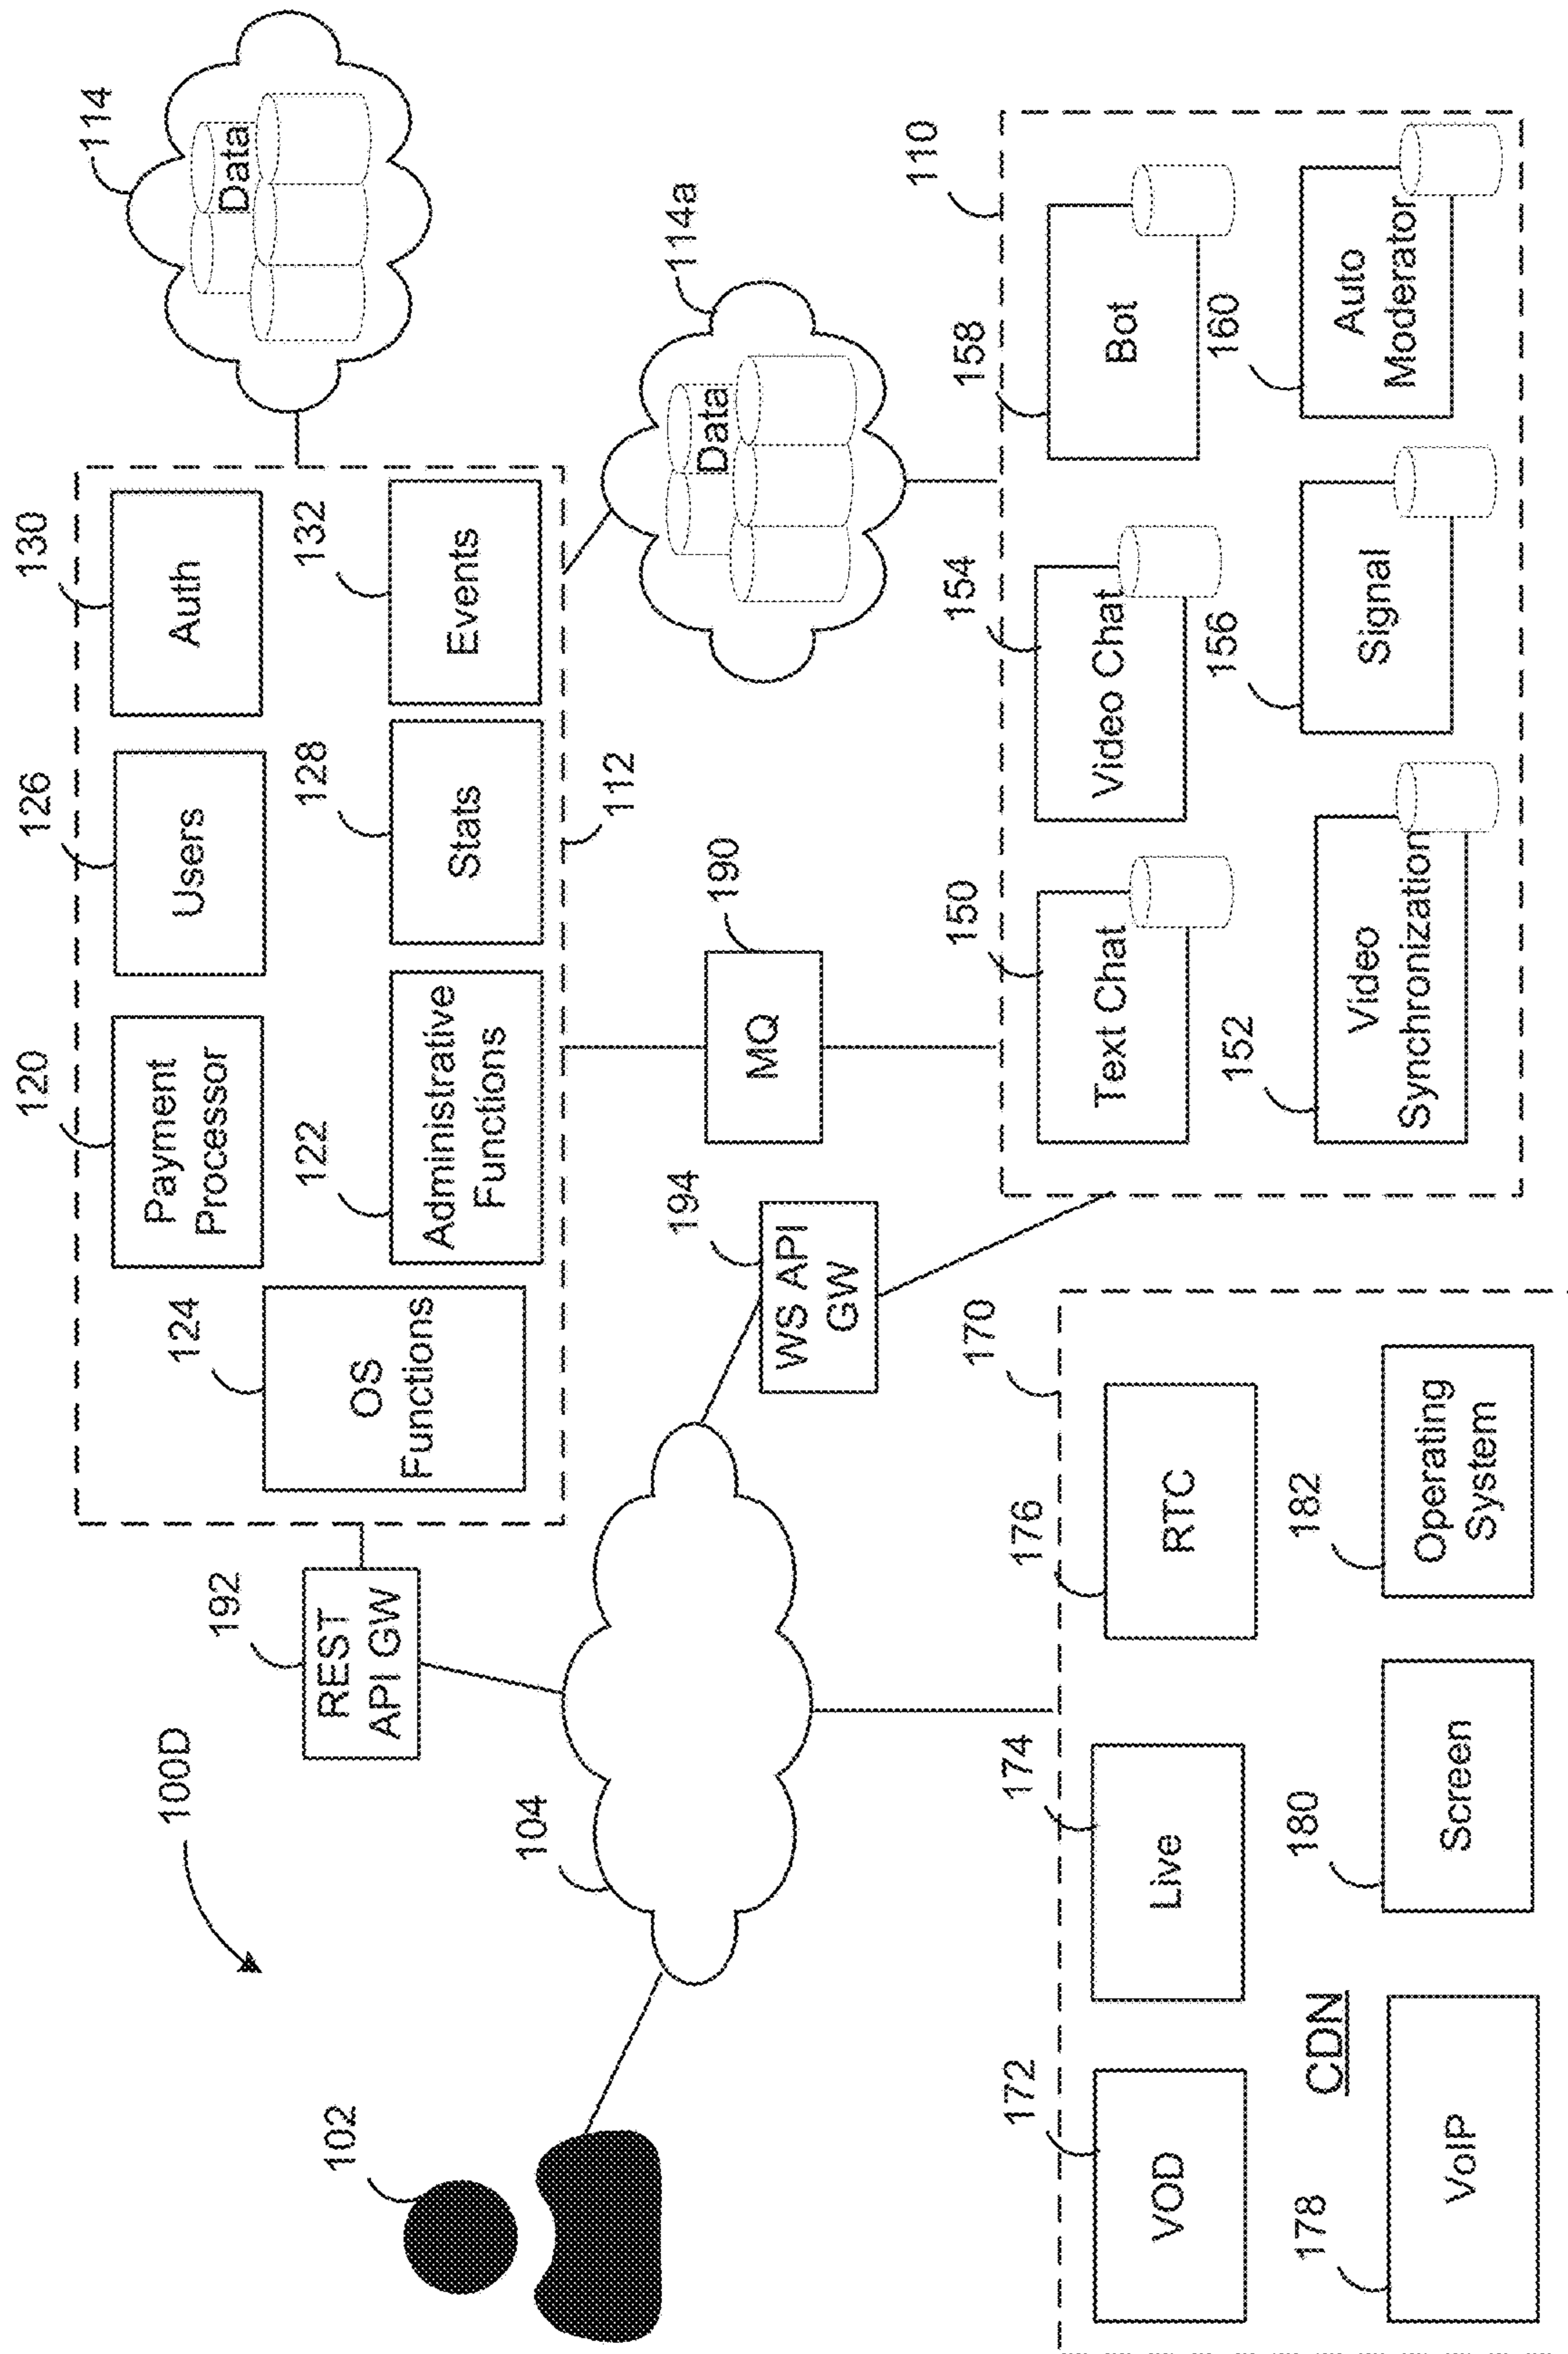 100D
102
104
192
REST
API GW
124
OS
Functions
120
Payment
Processor
122
Administrative
Functions
126
Users
128
Stats
130
Auth
132
Events
112
114
Data
114a
Data
190
MQ
194
WS API
GW
110
150
Text Chat
154
Video Chat
158
Bot
152
Video
Synchronization
156
Signal
160
Auto
Moderator
170
172
VOD
174
Live
176
RTC
CDN
178
VoIP
180
Screen
182
Operating
System